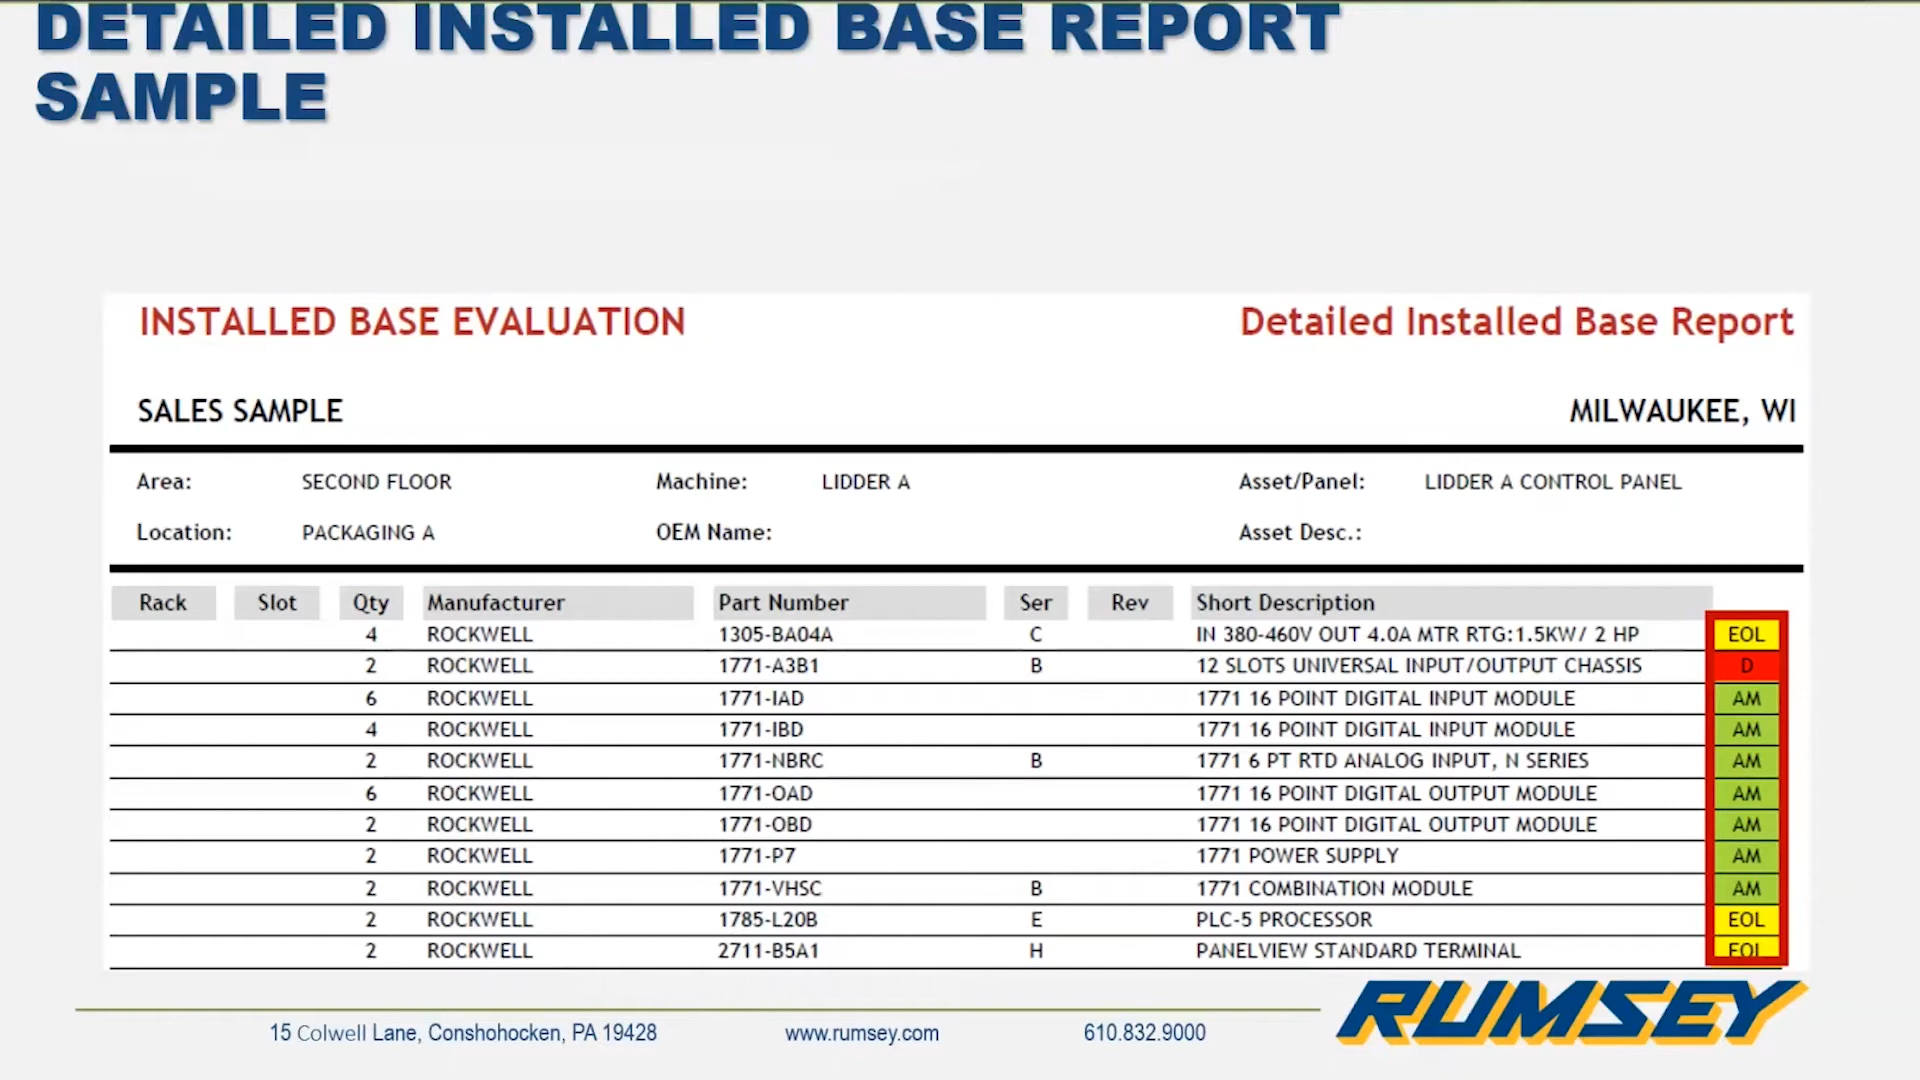 DETAILED INSTALLED BASE REPORT
SAMPLE
INSTALLED BASE EVALUATION Detailed Installed Base Report
SALES SAMPLE MILWAUKEE, WI
Area: SECOND FLOOR Machine: LIDDER A Asset/Panel: LIDDER A CONTROL PANEL
Location: PACKAGING A OEM Name: Asset Desc.:
Rack Slot Qty Manufacturer Part Number Ser Rev Short Description
4 ROCKWELL 1305-BA04A C IN 380-460V OUT 4.0A MTR RTG:1.5KW/ 2 HP EOL
2 ROCKWELL 1771-A3B1 B 12 SLOTS UNIVERSAL INPUT/OUTPUT CHASSIS D
6 ROCKWELL 1771-IAD 1771 16 POINT DIGITAL INPUT MODULE AM
4 ROCKWELL 1771-IBD 1771 16 POINT DIGITAL INPUT MODULE AM
2 ROCKWELL 1771-NBRC B 1771 6 PT RTD ANALOG INPUT, N SERIES AM
6 ROCKWELL 1771-OAD 1771 16 POINT DIGITAL OUTPUT MODULE AM
2 ROCKWELL 1771-OBD 1771 16 POINT DIGITAL OUTPUT MODULE AM
2 ROCKWELL 1771-P7 1771 POWER SUPPLY AM
2 ROCKWELL 1771-VHSC B 1771 COMBINATION MODULE AM
2 ROCKWELL 1785-L20B E PLC-5 PROCESSOR EOL
2 ROCKWELL 2711-B5A1 H PANELVIEW STANDARD TERMINAL EOL
15 Colwell Lane, Conshohocken, PA 19428 www.rumsey.com 610.832.9000
RUMSEY